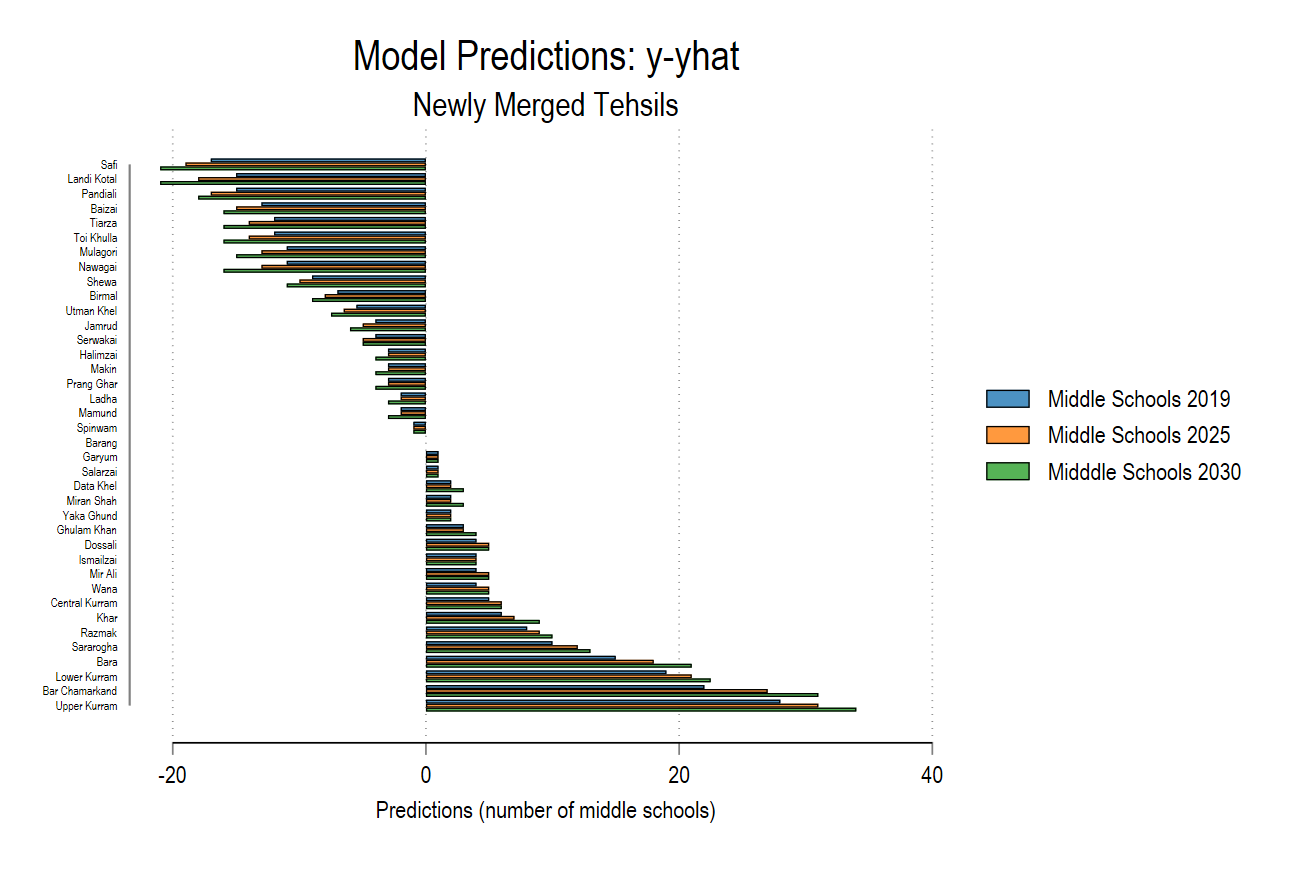 Model Predictions: y-yhat
Newly Merged Tehsils
Safi
Landi Kotal
Pandiali
Baizai
Tiarza
Toi Khulla
Mulagori
Nawagai
Shewa
Birmal
Utman Khel
Jamrud
Serwakai
Halimzai
Makin
Prang Ghar
Ladha
Mamund
Spinwam
Barang
Garyum
Salarzai
Data Khel
Miran Shah
Yaka Ghund
Ghulam Khan
Dossali
Ismailzai
Mir Ali
Wana
Central Kurram
Khar
Razmak
Sararogha
Bara
Lower Kurram
Bar Chamarkand
Upper Kurram
-20 0 20 40
Predictions (number of middle schools)
Middle Schools 2019
Middle Schools 2025
Midddle Schools 2030